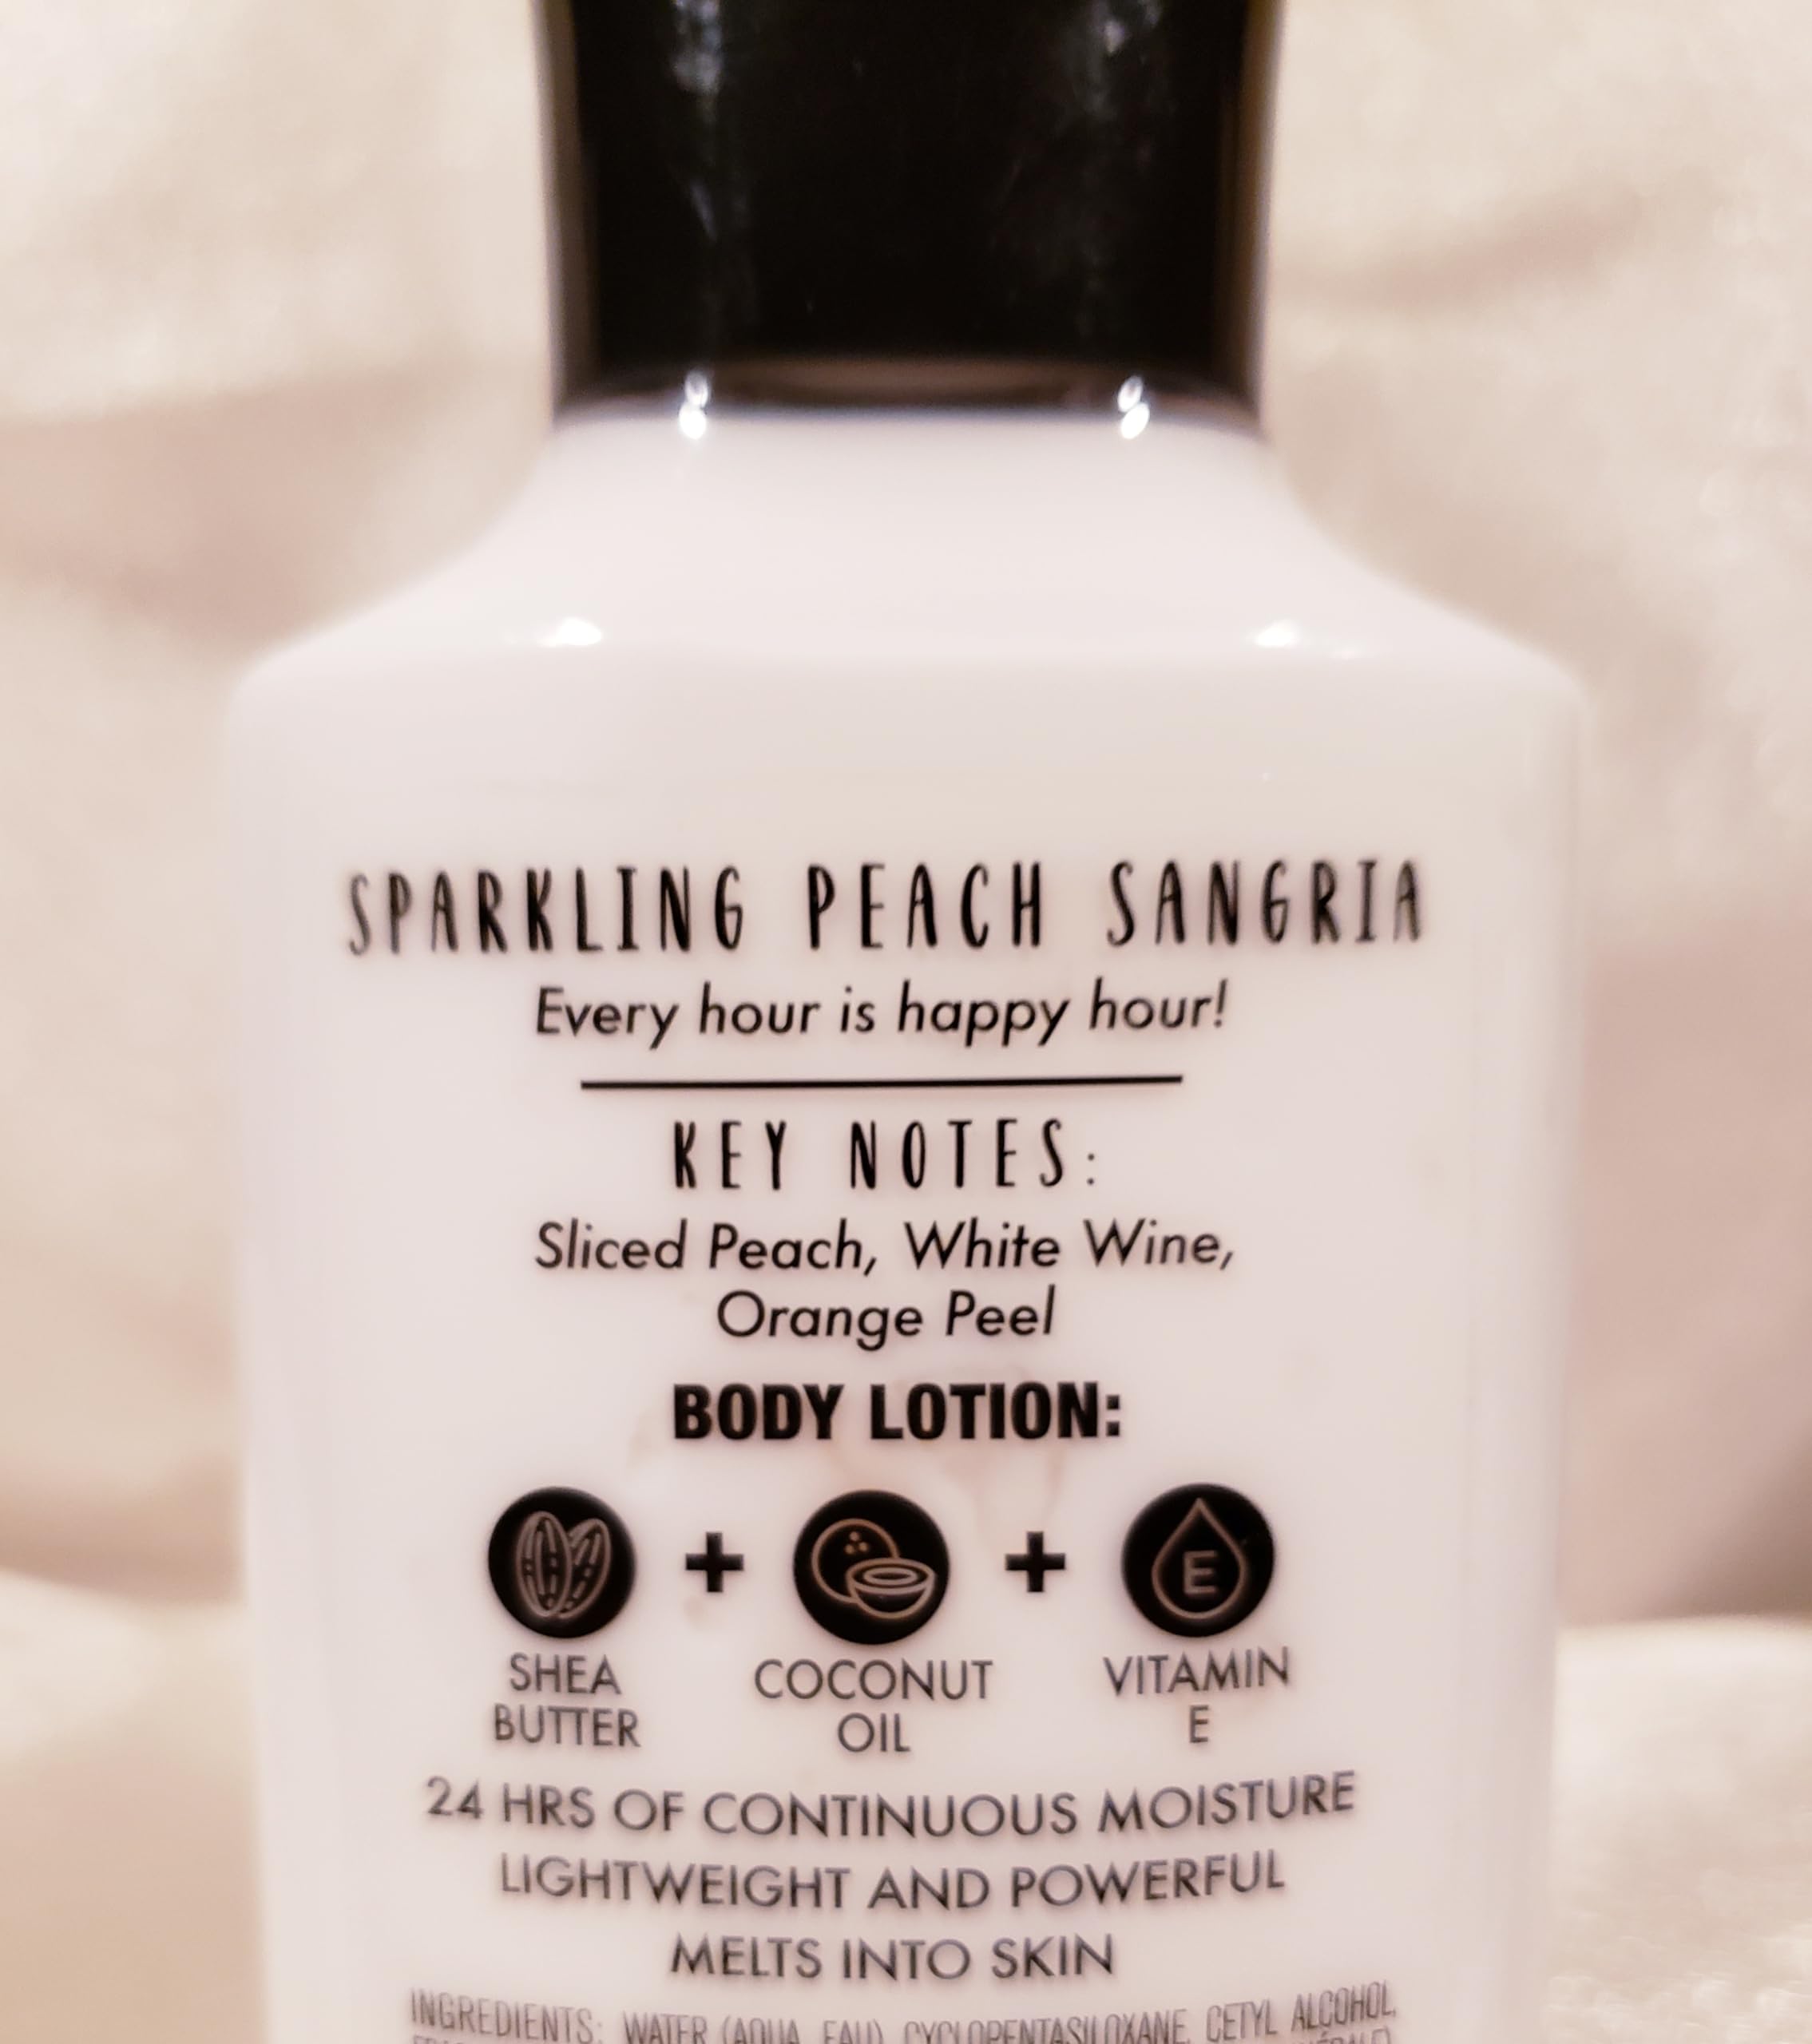 SPARKLING PEACH SANGRIA
Every hour is happy hour!
KEY NOTES:
Sliced Peach, White Wine,
Orange Peel
BODY LOTION:
E
+ +
SHEA BUTTER
COCONUT OIL
VITAMIN E
24 HRS OF CONTINUOUS MOISTURE
LIGHTWEIGHT AND POWERFUL
MELTS INTO SKIN
INGREDIENTS: WATER (AQUA, EAU), CYCLOPENTASILOXANE, CETYL ALCOHOL,